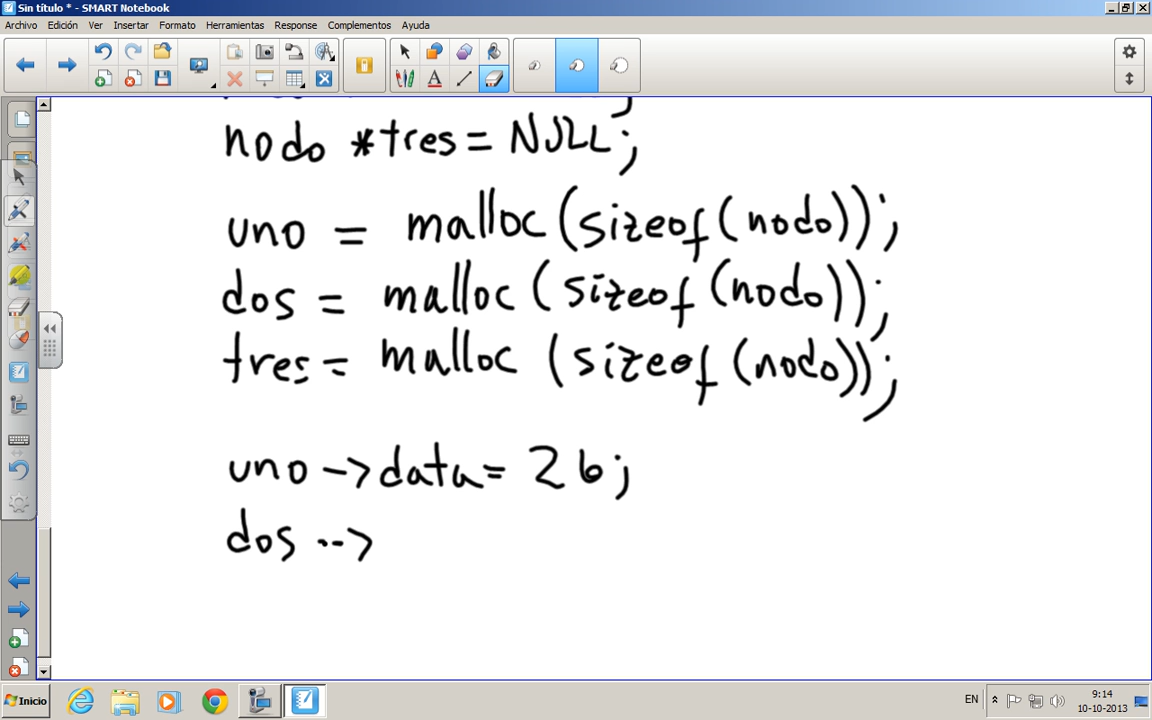 Sin título * - SMART Notebook
Archivo Edición Ver Insertar Formato Herramientas Response Complementos Ayuda
nodo *tres = NULL;
uno = malloc(sizeof(nodo));
dos = malloc(sizeof(nodo));
tres = malloc (sizeof(nodo));
uno -> data = 26;
dos -->
Inicio
EN
9:14
10-10-2013